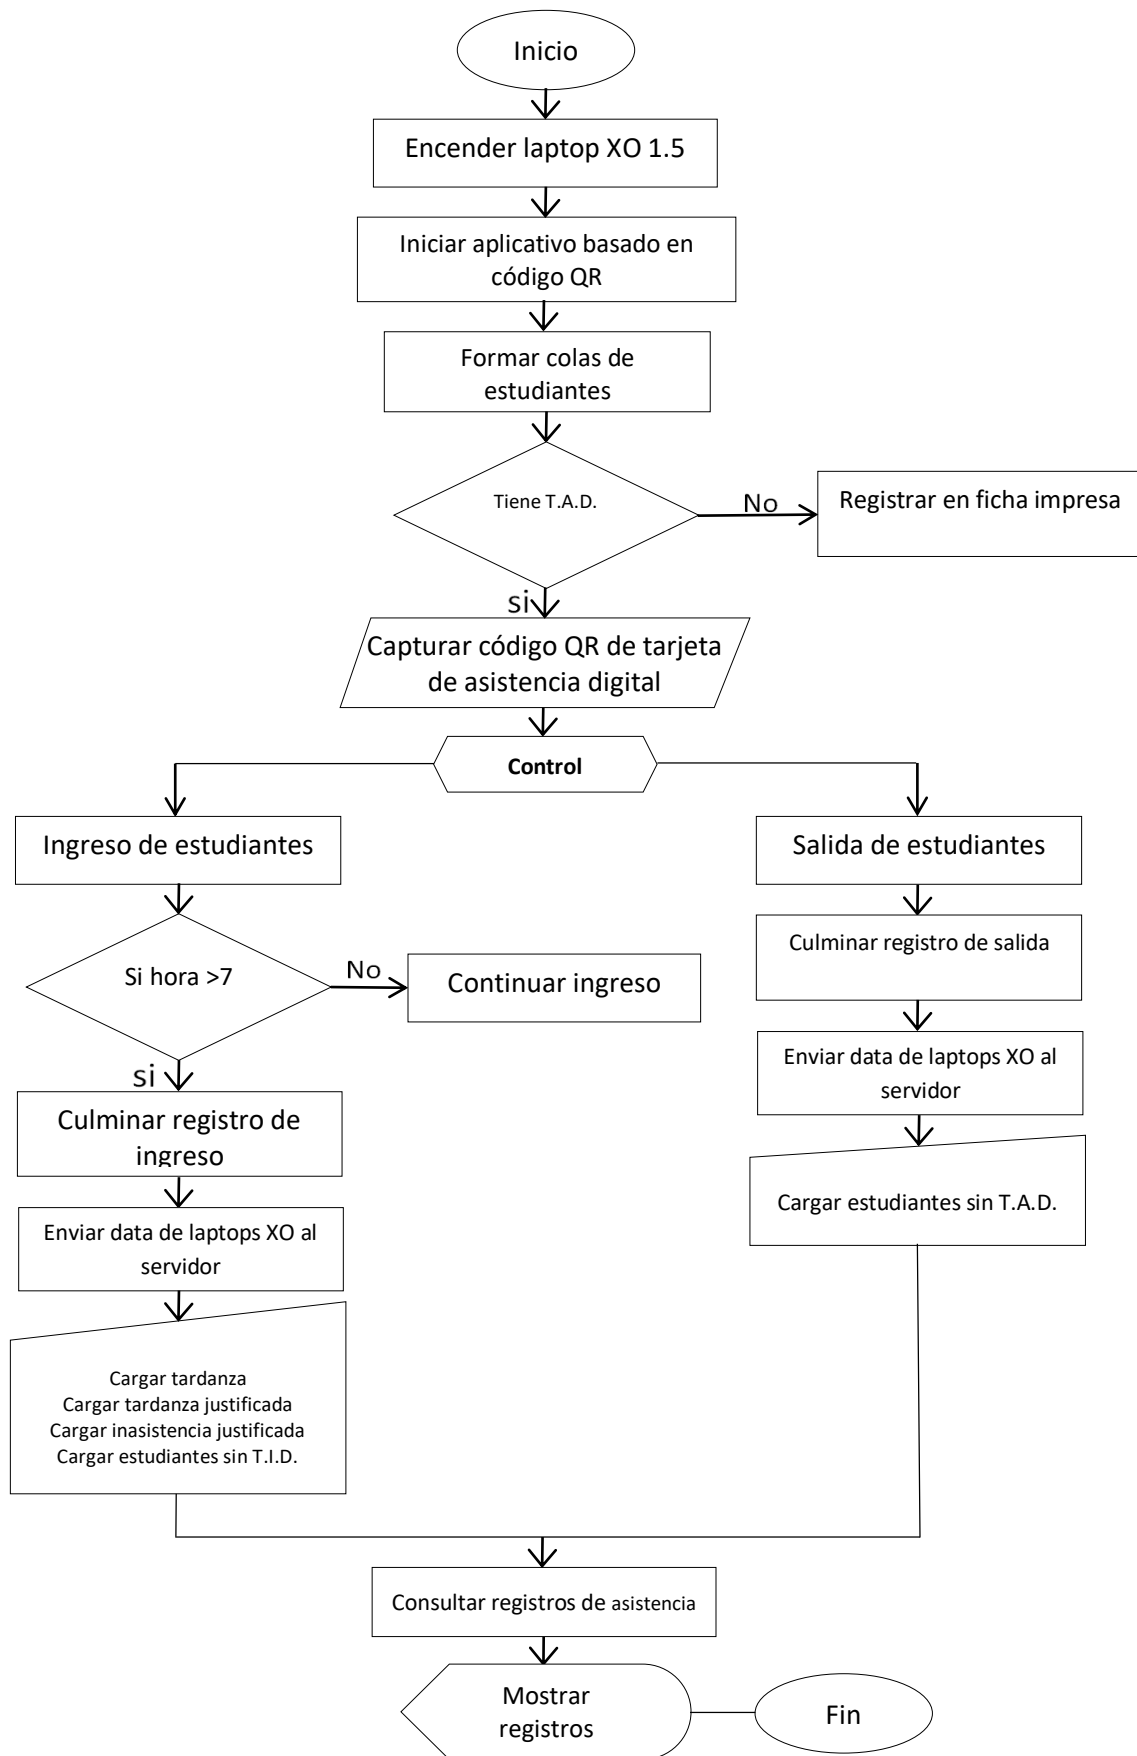 Inicio
Encender laptop XO 1.5
Iniciar aplicativo basado en
código QR
Formar colas de
estudiantes
Tiene T.A.D.
No
Registrar en ficha impresa
si
Capturar código QR de tarjeta
de asistencia digital
Control
Ingreso de estudiantes
Salida de estudiantes
Si hora >7
No
Continuar ingreso
Culminar registro de salida
si
Culminar registro de
ingreso
Enviar data de laptops XO al
servidor
Cargar estudiantes sin T.A.D.
Enviar data de laptops XO al
servidor
Cargar tardanza
Cargar tardanza justificada
Cargar inasistencia justificada
Cargar estudiantes sin T.I.D.
Consultar registros de asistencia
Mostrar
registros
Fin